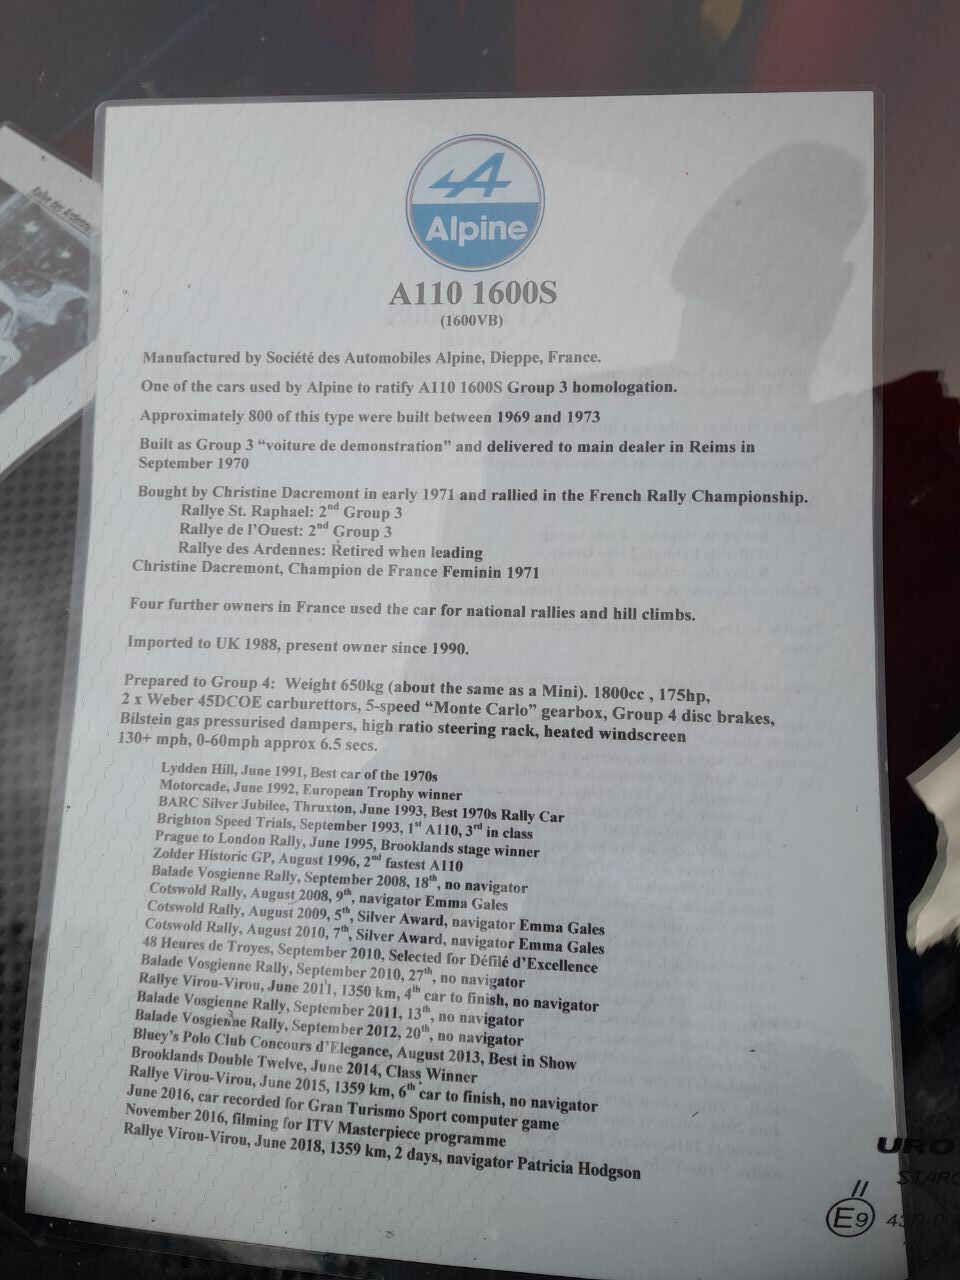 Rallye des Ardennes
Alpine
A110 1600S
(1600VB)
Manufactured by Société des Automobiles Alpine, Dieppe, France.
One of the cars used by Alpine to ratify A110 1600S Group 3 homologation.
Approximately 800 of this type were built between 1969 and 1973
Built as Group 3 “voiture de demonstration” and delivered to main dealer in Reims in
September 1970
Bought by Christine Dacremont in early 1971 and rallied in the French Rally Championship.
Rallye St. Raphael: 2nd Group 3
Rallye de l'Ouest: 2nd Group 3
Rallye des Ardennes: Retired when leading
Christine Dacremont, Champion de France Feminin 1971
Four further owners in France used the car for national rallies and hill climbs.
Imported to UK 1988, present owner since 1990.
Prepared to Group 4: Weight 650kg (about the same as a Mini). 1800cc , 175hp,
2 x Weber 45DCOE carburettors, 5-speed “Monte Carlo” gearbox, Group 4 disc brakes,
Bilstein gas pressurised dampers, high ratio steering rack, heated windscreen
130+ mph, 0-60mph approx 6.5 secs.
Lydden Hill, June 1991, Best car of the 1970s
Motorcade, June 1992, European Trophy winner
BARC Silver Jubilee, Thruxton, June 1993, Best 1970s Rally Car
Brighton Speed Trials, September 1993, 1st A110, 3rd in class
Prague to London Rally, June 1995, Brooklands stage winner
Zolder Historic GP, August 1996, 2nd fastest A110
Balade Vosgienne Rally, September 2008, 18th, no navigator
Cotswold Rally, August 2008, 9th, navigator Emma Gales
Cotswold Rally, August 2009, 5th, Silver Award, navigator Emma Gales
Cotswold Rally, August 2010, 7th, Silver Award, navigator Emma Gales
48 Heures de Troyes, September 2010, Selected for Défilé d'Excellence
Balade Vosgienne Rally, September 2010, 27th, no navigator
Rallye Virou-Virou, June 2011, 1350 km, 4th car to finish, no navigator
Balade Vosgienne Rally, September 2011, 13th, no navigator
Balade Vosgienne Rally, September 2012, 20th, no navigator
Bluey's Polo Club Concours d'Elegance, August 2013, Best in Show
Brooklands Double Twelve, June 2014, Class Winner
Rallye Virou-Virou, June 2015, 1359 km, 6th car to finish, no navigator
June 2016, car recorded for Gran Turismo Sport computer game
November 2016, filming for ITV Masterpiece programme
Rallye Virou-Virou, June 2018, 1359 km, 2 days, navigator Patricia Hodgson
URO
STAR
II
E9 43R-00